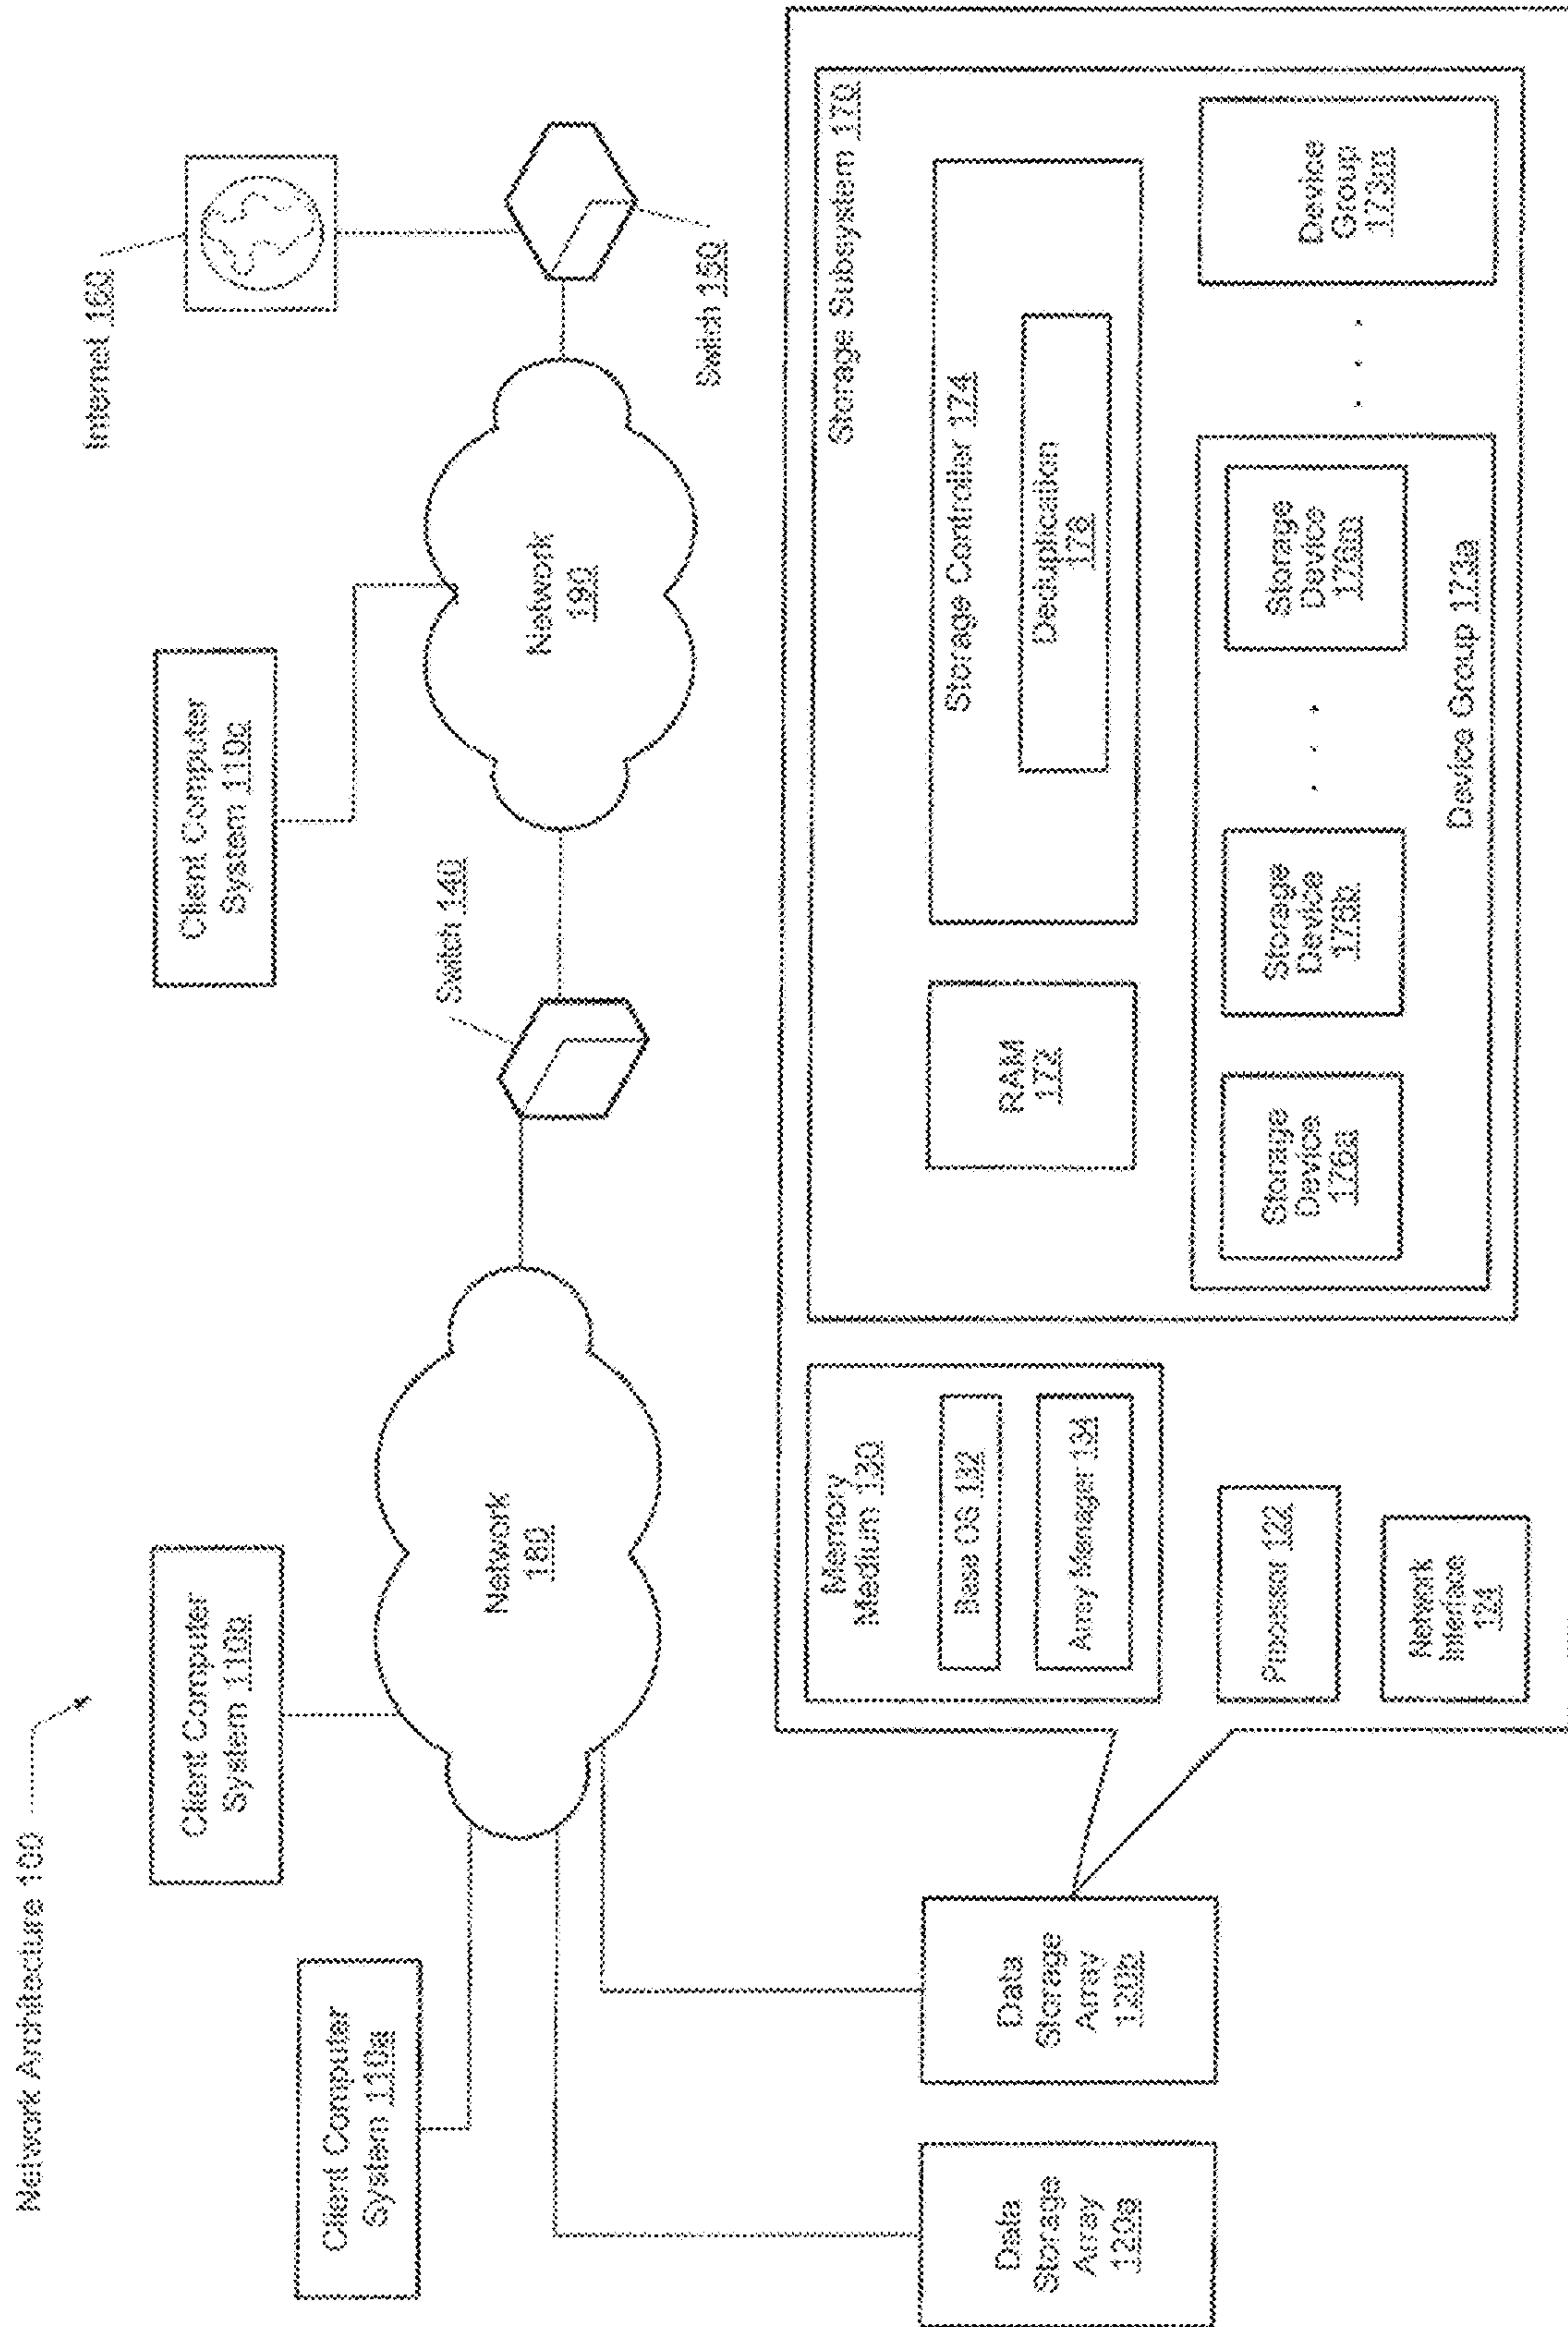 Network Architecture 100
Client Computer
System 110a
Client Computer
System 110b
Client Computer
System 110c
Internet 160
Network
180
Switch 140
Network
190
Switch 150
Data
Storage
Array
120a
Data
Storage
Array
120b
Memory
Medium 130
Base OS 132
Array Manager 134
Processor 122
Network
Interface
124
Storage Subsystem 170
RAM
172
Storage Controller 174
Deduplication
178
Storage
Device
176a
Storage
Device
176b
. . .
Storage
Device
176m
Device Group 173a
. . .
Device
Group
173m